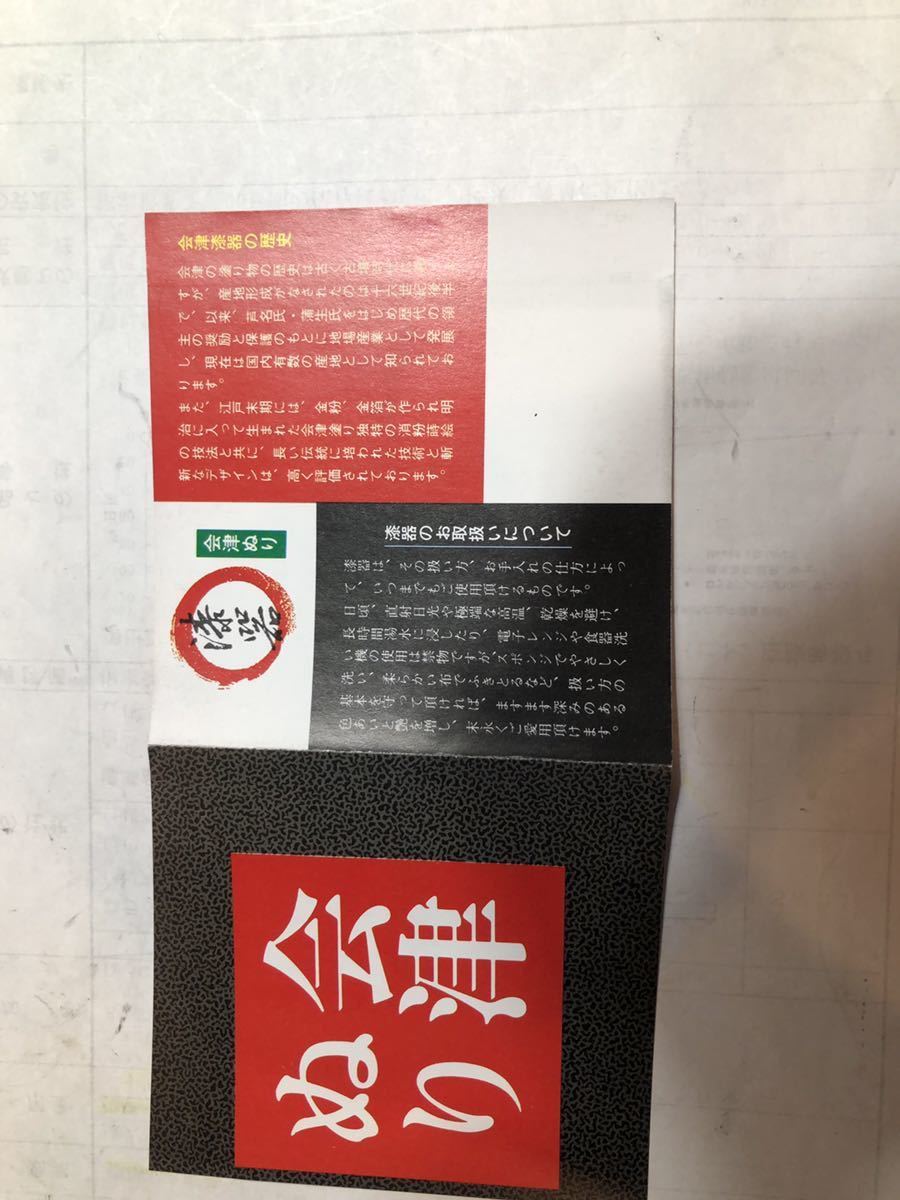 会津漆器の歴史
会津の塗り物の歴史は古く
すが、産地形成がなされたのは十六世紀後半
で、以来、芦名氏・蒲生氏をはじめ歴代の領
主の奨励と保護のもとに地場産業として発展
し、現在は国内有数の産地として知られてお
ります。
また、江戸末期には、金粉、金箔が作られ明
治に入って生まれた会津塗り独特の消粉蒔絵
の技法と共に、長い伝統に培われた技術と斬
新なデザインは、高く評価されております。
会津ぬり
漆器
漆器のお取扱いについて
漆器は、その扱い方、お手入れの仕方によっ
て、いつまでもご使用頂けるものです。
日頃、直射日光や極端な高温、乾燥を避け、
長時間湯水に浸したり、電子レンジや食器洗
い機の使用は禁物ですが、スポンジでやさしく
洗い、柔らかい布でふきとるなど、扱い方の
基本を守って頂ければ、ますます深みのある
色あいと艶を増し、末永くご愛用頂けます。
会津
ぬり